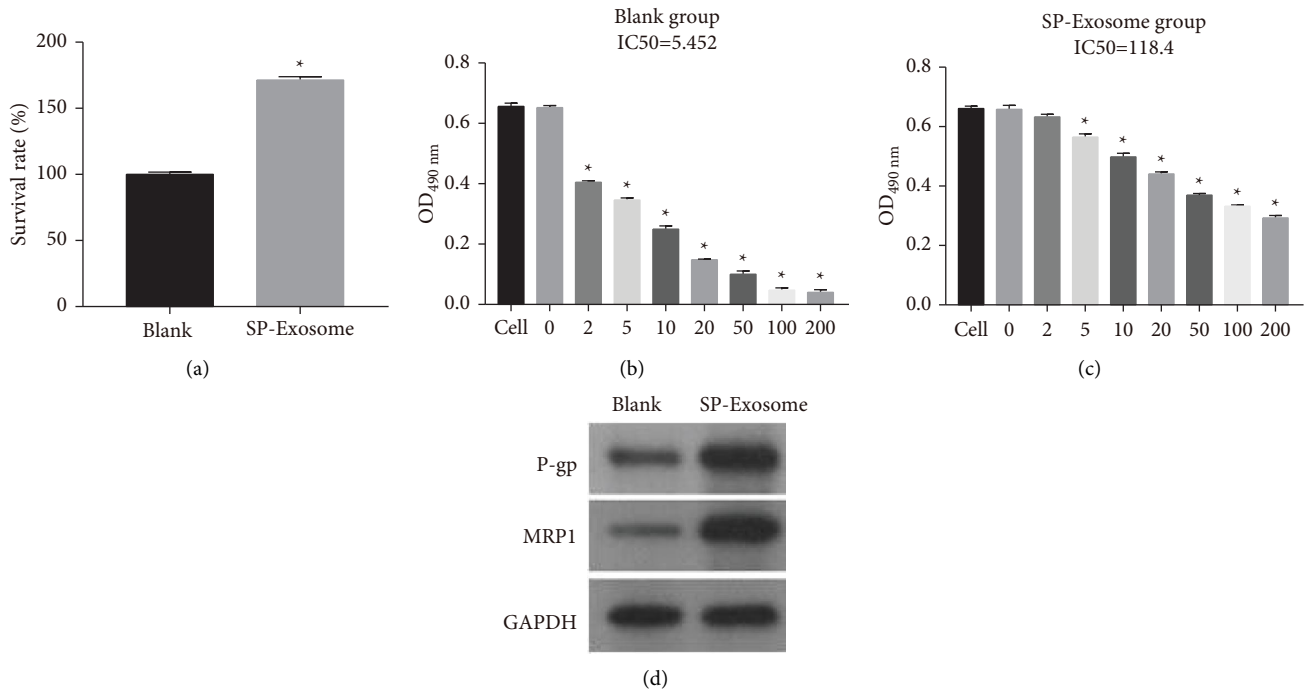 200
150
100
50
0
Survival rate (%)
*
Blank
SP-Exosome
(a)
Blank group
IC50=5.452
0.8
0.6
0.4
0.2
0.0
OD490 nm
* * * * * * *
Cell 0 2 5 10 20 50 100 200
(b)
SP-Exosome group
IC50=118.4
0.8
0.6
0.4
0.2
0.0
OD490 nm
* * * * * *
Cell 0 2 5 10 20 50 100 200
(c)
Blank SP-Exosome
P-gp
MRP1
GAPDH
(d)